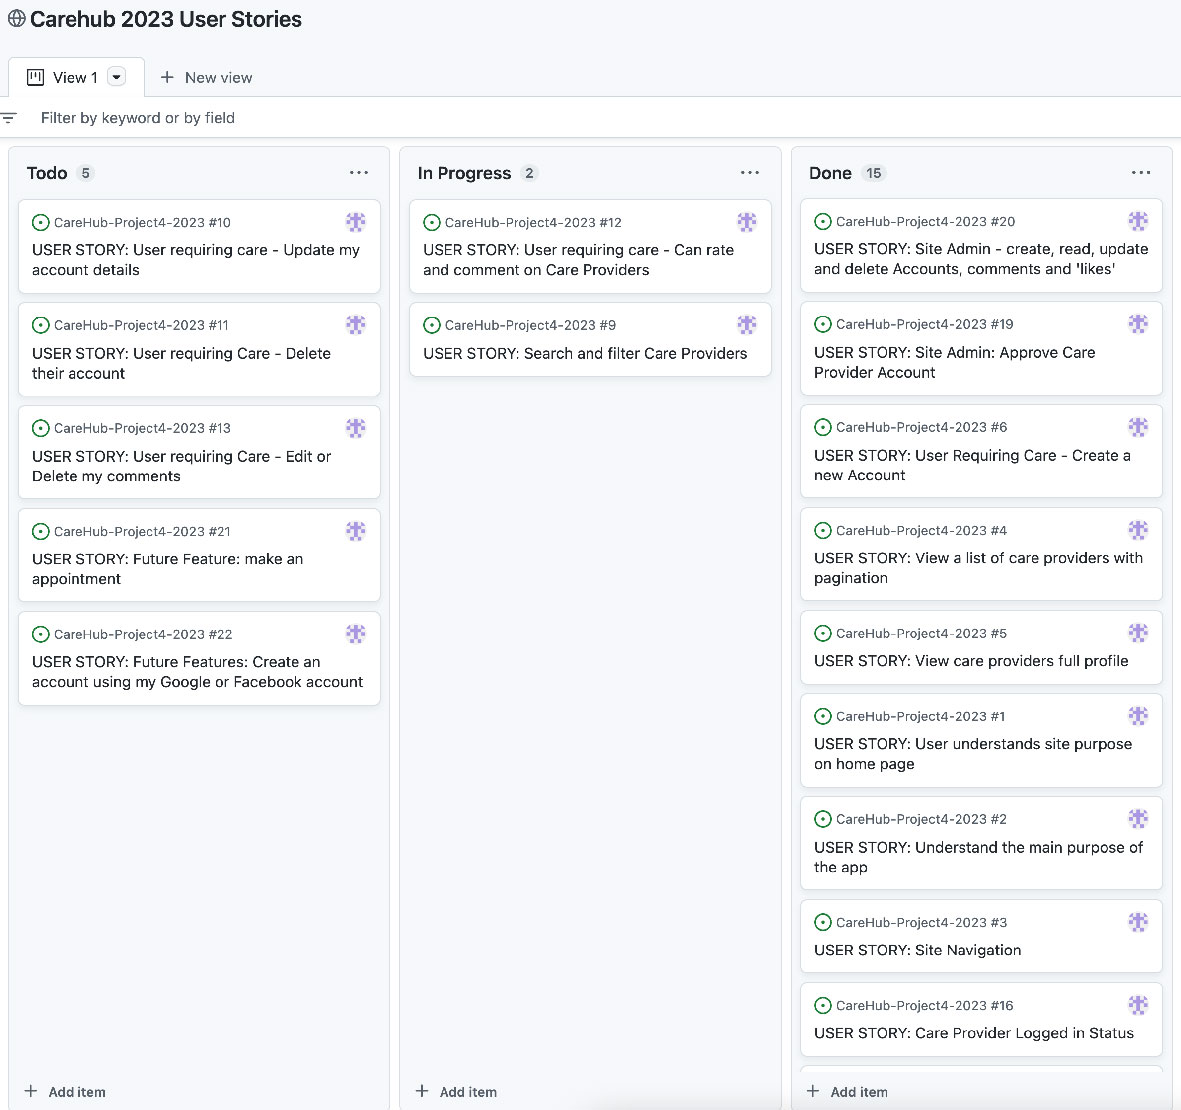 Carehub 2023 User Stories
View 1
New view
Filter by keyword or by field
Todo 5
CareHub-Project4-2023 #10
USER STORY: User requiring care - Update my
account details
CareHub-Project4-2023 #11
USER STORY: User requiring Care - Delete
their account
CareHub-Project4-2023 #13
USER STORY: User requiring Care - Edit or
Delete my comments
CareHub-Project4-2023 #21
USER STORY: Future Feature: make an
appointment
CareHub-Project4-2023 #22
USER STORY: Future Features: Create an
account using my Google or Facebook account
Add item
In Progress 2
CareHub-Project4-2023 #12
USER STORY: User requiring care - Can rate
and comment on Care Providers
CareHub-Project4-2023 #9
USER STORY: Search and filter Care Providers
Add item
Done 15
CareHub-Project4-2023 #20
USER STORY: Site Admin - create, read, update
and delete Accounts, comments and 'likes'
CareHub-Project4-2023 #19
USER STORY: Site Admin: Approve Care
Provider Account
CareHub-Project4-2023 #6
USER STORY: User Requiring Care - Create a
new Account
CareHub-Project4-2023 #4
USER STORY: View a list of care providers with
pagination
CareHub-Project4-2023 #5
USER STORY: View care providers full profile
CareHub-Project4-2023 #1
USER STORY: User understands site purpose
on home page
CareHub-Project4-2023 #2
USER STORY: Understand the main purpose of
the app
CareHub-Project4-2023 #3
USER STORY: Site Navigation
CareHub-Project4-2023 #16
USER STORY: Care Provider Logged in Status
Add item